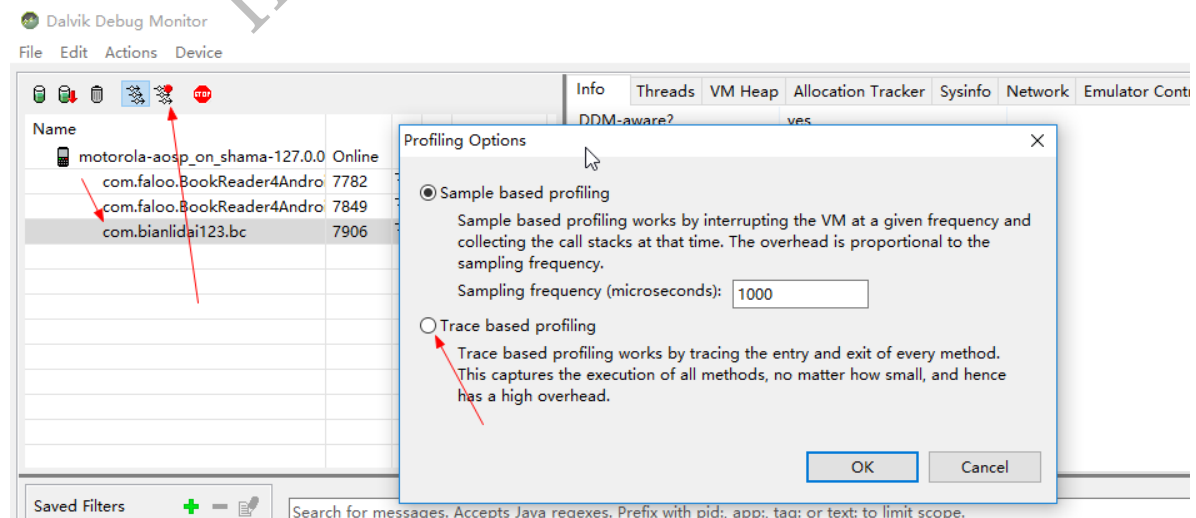 Dalvik Debug Monitor
File Edit Actions Device
STOP
Info Threads VM Heap Allocation Tracker Sysinfo Network Emulator Contr
Name
DDM-aware? yes
motorola-aosp_on_shama-127.0.0 Online
com.faloo.BookReader4Androi 7782
com.faloo.BookReader4Androi 7849
com.bianlidai123.bc 7906
Profiling Options
Sample based profiling
Sample based profiling works by interrupting the VM at a given frequency and
collecting the call stacks at that time. The overhead is proportional to the
sampling frequency.
Sampling frequency (microseconds): 1000
Trace based profiling
Trace based profiling works by tracing the entry and exit of every method.
This captures the execution of all methods, no matter how small, and hence
has a high overhead.
OK Cancel
Saved Filters
Search for messages. Accepts Java regexes. Prefix with pid:, app:, tag: or text: to limit scope.